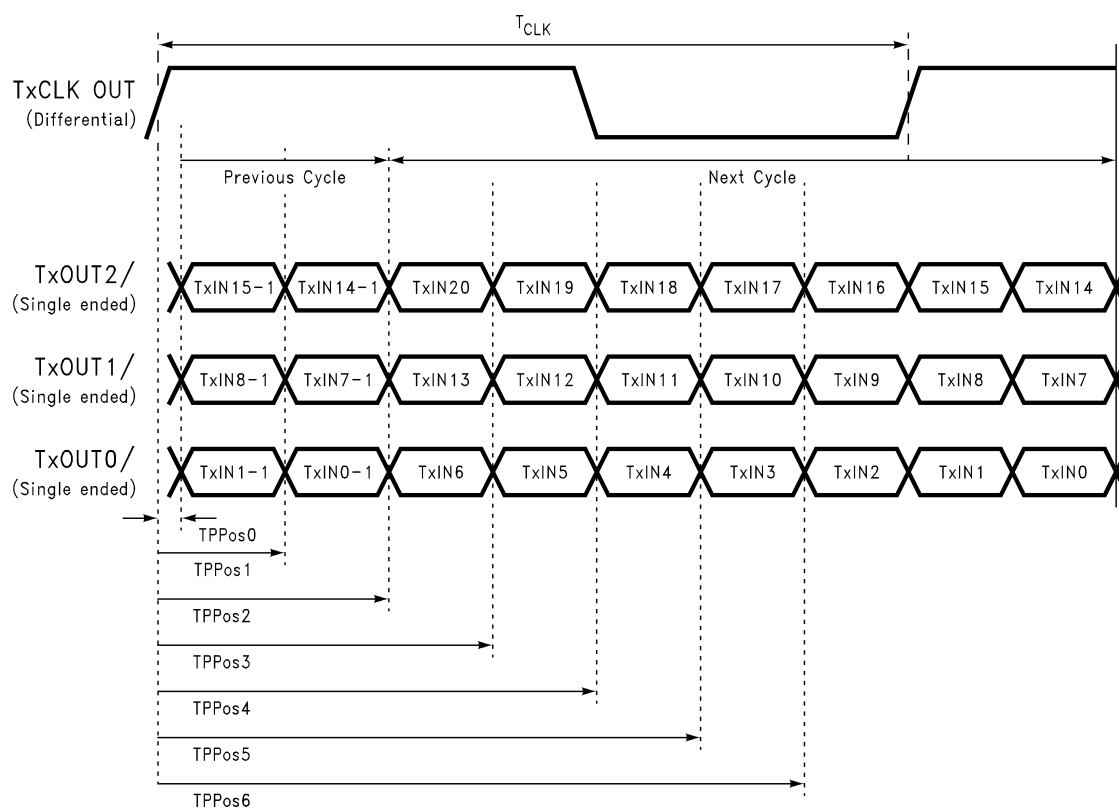 TCLK
TxCLK OUT
(Differential)
Previous Cycle
Next Cycle
TxOUT2/
(Single ended)
TxIN15-1 TxIN14-1 TxIN20 TxIN19 TxIN18 TxIN17 TxIN16 TxIN15 TxIN14
TxOUT1/
(Single ended)
TxIN8-1 TxIN7-1 TxIN13 TxIN12 TxIN11 TxIN10 TxIN9 TxIN8 TxIN7
TxOUT0/
(Single ended)
TxIN1-1 TxIN0-1 TxIN6 TxIN5 TxIN4 TxIN3 TxIN2 TxIN1 TxIN0
TPPos0
TPPos1
TPPos2
TPPos3
TPPos4
TPPos5
TPPos6